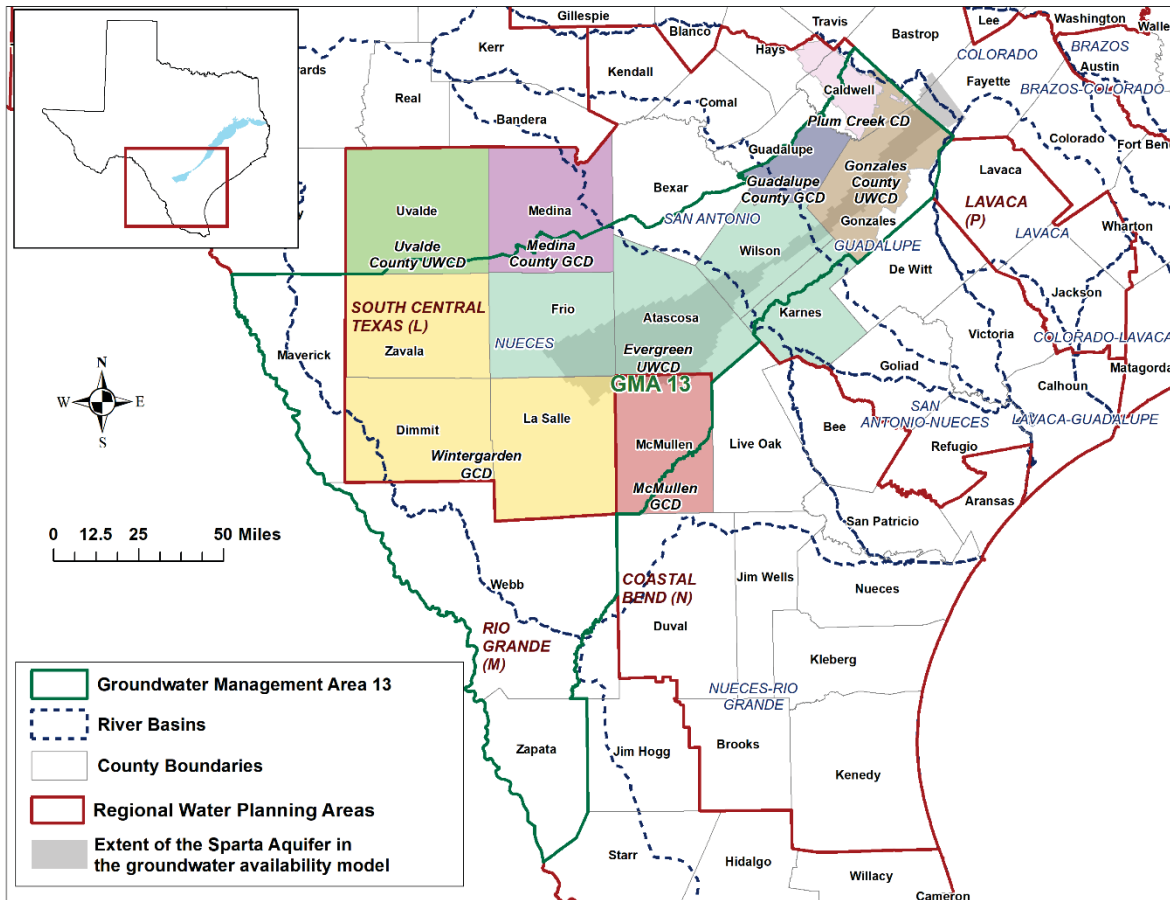 Gillespie
Travis
Lee
Washington
Blanco
Bastrop
Walle
Kerr
Hays
COLORADO
BRAZOS
Kendall
Austin
Fayette
Caldwell
BRAZOS-COLORADO
Real
Comal
Bandera
Plum Creek CD
Colorado
Fort Bend
Guadalupe
Lavaca
Gonzales
County
UWCD
Bexar
Guadalupe
County GCD
Uvalde
Medina
LAVACA
(P)
SAN ANTONIO
Gonzales
LAVACA
Wharton
Uvalde
County UWCD
Medina
County GCD
Wilson
GUADALUPE
De Witt
SOUTH CENTRAL
TEXAS (L)
Frio
Jackson
Atascosa
Karnes
Victoria
COLORADO-LAVACA
Maverick
Zavala
NUECES
Evergreen
UWCD
Goliad
Matagorda
GMA 13
Calhoun
N
W
E
S
SAN
ANTONIO-NUECES
LAVACA-GUADALUPE
La Salle
Dimmit
Bee
McMullen
Live Oak
Refugio
Wintergarden
GCD
McMullen
GCD
Aransas
San Patricio
0 12.5 25 50 Miles
COASTAL
BEND (N)
Jim Wells
Nueces
Webb
Duval
RIO
GRANDE
(M)
Kleberg
NUECES-RIO
GRANDE
Zapata
Jim Hogg
Brooks
Kenedy
Starr
Hidalgo
Willacy
Cameron
Groundwater Management Area 13
River Basins
County Boundaries
Regional Water Planning Areas
Extent of the Sparta Aquifer in
the groundwater availability model